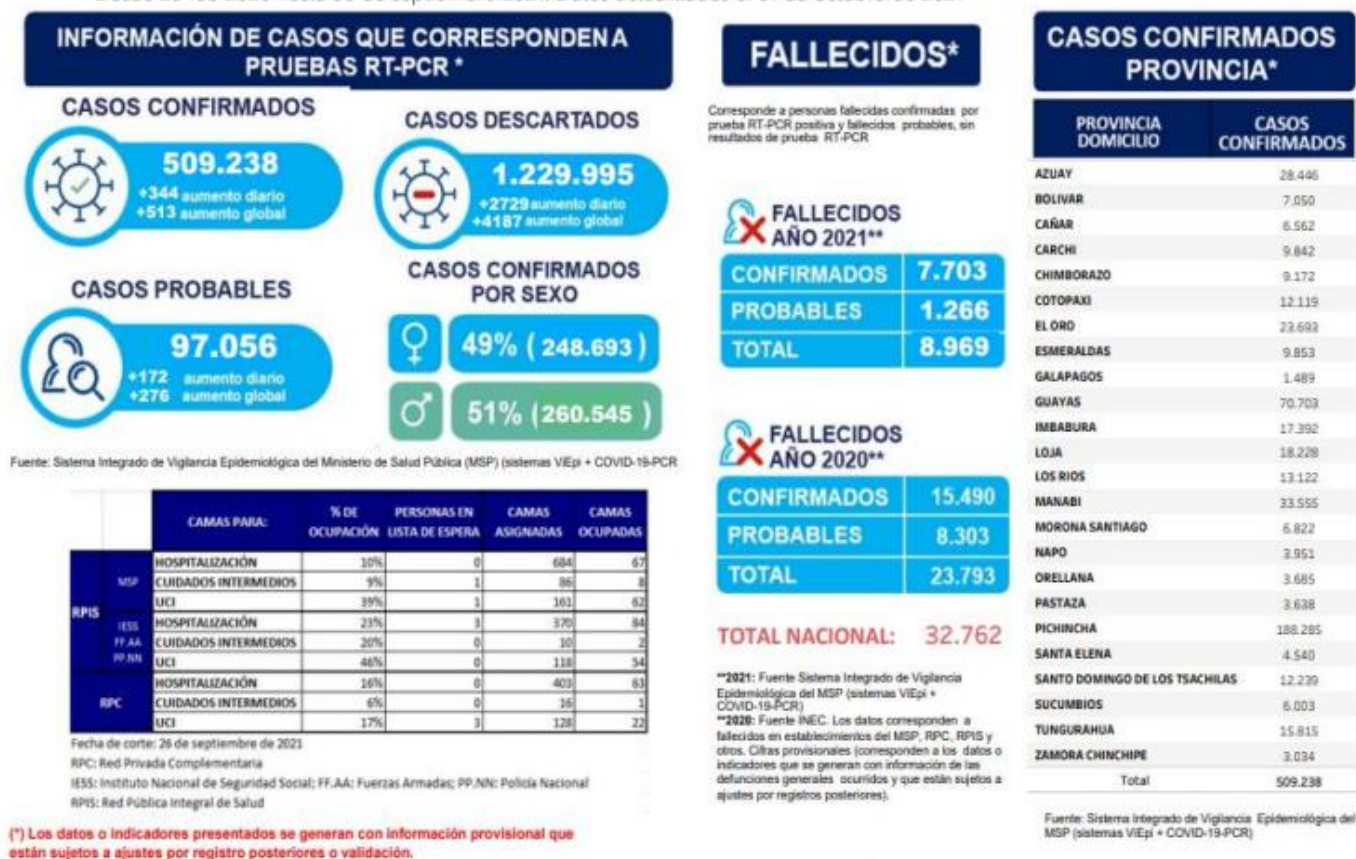 INFORMACIÓN DE CASOS QUE CORRESPONDEN A
PRUEBAS RT-PCR *
CASOS CONFIRMADOS
509.238
+344 aumento diario
+513 aumento global
CASOS DESCARTADOS
1.229.995
+2729 aumento diario
+4187 aumento global
CASOS PROBABLES
97.056
+172 aumento diario
+276 aumento global
CASOS CONFIRMADOS
POR SEXO
49% ( 248.693 )
51% (260.545 )
Fuente: Sistema Integrado de Vigilancia Epidemiológica del Ministerio de Salud Pública (MSP) (sistemas ViEpi + COVID-19-PCR
CAMAS PARA: % DE OCUPACIÓN PERSONAS EN LISTA DE ESPERA CAMAS ASIGNADAS CAMAS OCUPADAS
RPIS
MSP
HOSPITALIZACIÓN 10% 0 684 67
CUIDADOS INTERMEDIOS 9% 1 86 8
UCI 39% 1 161 62
IESS
FF.AA
PP.NN
HOSPITALIZACIÓN 23% 3 370 84
CUIDADOS INTERMEDIOS 20% 0 10 2
UCI 46% 0 118 54
RPC
HOSPITALIZACIÓN 16% 0 403 63
CUIDADOS INTERMEDIOS 6% 0 16 1
UCI 17% 3 128 22
Fecha de corte: 26 de septiembre de 2021
RPC: Red Privada Complementaria
IESS: Instituto Nacional de Seguridad Social; FF.AA: Fuerzas Armadas; PP.NN: Policía Nacional
RPIS: Red Pública Integral de Salud
(*) Los datos o indicadores presentados se generan con información provisional que
están sujetos a ajustes por registro posteriores o validación.
FALLECIDOS*
Corresponde a personas fallecidas confirmadas por
prueba RT-PCR positiva y fallecidos probables, sin
resultados de prueba RT-PCR
FALLECIDOS
AÑO 2021**
CONFIRMADOS 7.703
PROBABLES 1.266
TOTAL 8.969
FALLECIDOS
AÑO 2020**
CONFIRMADOS 15.490
PROBABLES 8.303
TOTAL 23.793
TOTAL NACIONAL: 32.762
**2021: Fuente Sistema Integrado de Vigilancia
Epidemiológica del MSP (sistemas ViEpi +
COVID-19-PCR)
**2020: Fuente INEC. Los datos corresponden a
fallecidos en establecimientos del MSP, RPC, RPIS y
otros. Cifras provisionales (corresponden a los datos o
indicadores que se generan con información de las
defunciones generales ocurridos y que están sujetos a
ajustes por registros posteriores).
CASOS CONFIRMADOS
PROVINCIA*
PROVINCIA DOMICILIO CASOS CONFIRMADOS
AZUAY 28.446
BOLIVAR 7.050
CAÑAR 6.562
CARCHI 9.842
CHIMBORAZO 9.172
COTOPAXI 12.119
EL ORO 23.693
ESMERALDAS 9.853
GALAPAGOS 1.489
GUAYAS 70.703
IMBABURA 17.392
LOJA 18.228
LOS RIOS 13.122
MANABI 33.555
MORONA SANTIAGO 6.822
NAPO 3.951
ORELLANA 3.685
PASTAZA 3.638
PICHINCHA 188.285
SANTA ELENA 4.540
SANTO DOMINGO DE LOS TSACHILAS 12.239
SUCUMBIOS 6.003
TUNGURAHUA 15.815
ZAMORA CHINCHIPE 3.034
Total 509.238
Fuente: Sistema Integrado de Vigilancia Epidemiológica del
MSP (sistemas ViEpi + COVID-19-PCR)